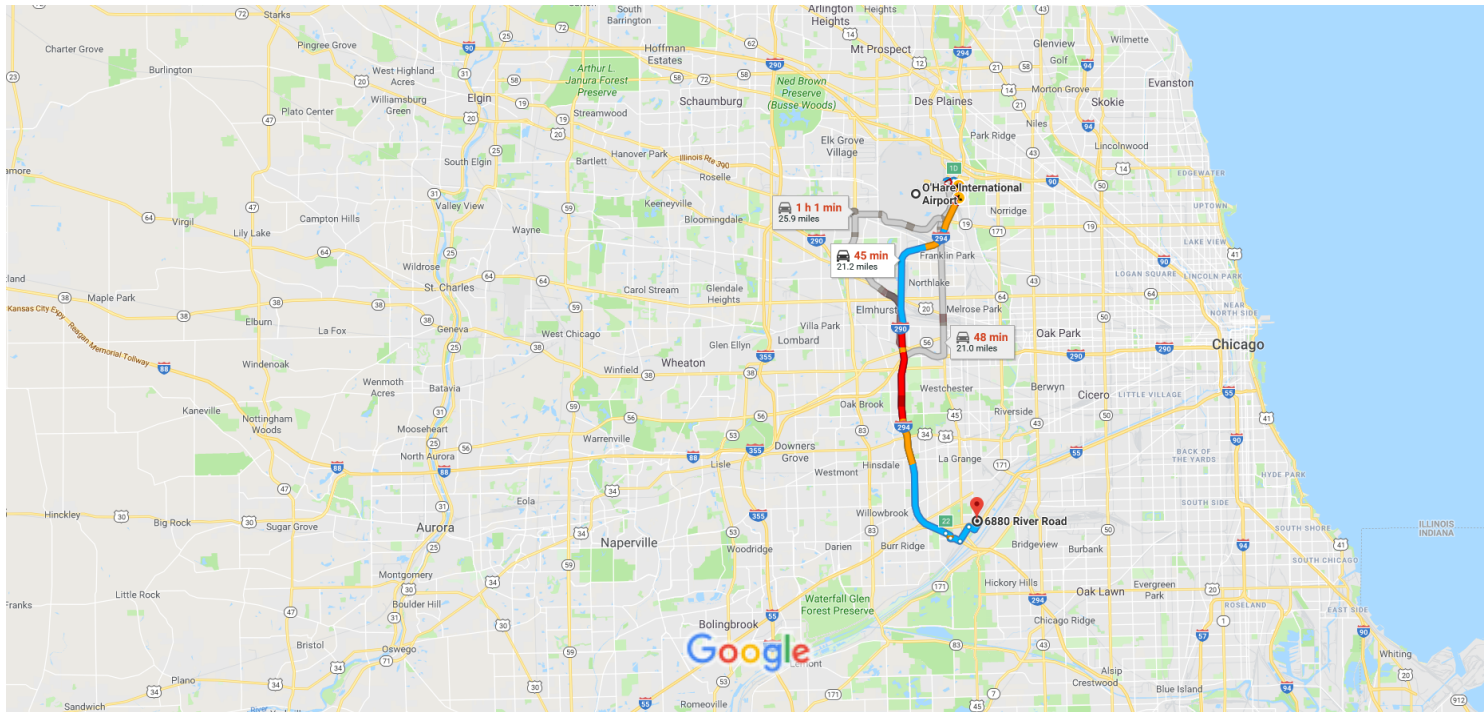 Starks
South
Barrington
Arlington
Heights
Heights
Glenview
Golf
Wilmette
Charter Grove
Pingree Grove
Hoffman
Estates
Mt Prospect
Burlington
West Highland
Acres
Arthur L.
Janura Forest
Preserve
Ned Brown
Preserve
(Busse Woods)
Morton Grove
Evanston
Plato Center
Williamsburg
Green
Elgin
Streamwood
Schaumburg
Des Plaines
Skokie
Niles
Park Ridge
Lincolnwood
South Elgin
Bartlett
Hanover Park
Illinois Rte 390
Roselle
Elk Grove
Village
EDGEWATER
O'Hare International
Airport
Norridge
UPTOWN
Virgil
Lily Lake
Campton Hills
Valley View
Wayne
Keeneyville
Bloomingdale
1 h 1 min
25.9 miles
45 min
21.2 miles
Franklin Park
LAKE VIEW
LOGAN SQUARE
LINCOLN PARK
Wildrose
St. Charles
Carol Stream
Glendale
Heights
Northlake
Maple Park
Elburn
La Fox
Geneva
West Chicago
Elmhurst
Melrose Park
NEAR
NORTH SIDE
Villa Park
Lombard
48 min
21.0 miles
Oak Park
Chicago
Kansas City Expy
Reagan Memorial Tollway
Windenoak
Glen Ellyn
Wheaton
Winfield
Wenmoth
Acres
Batavia
Westchester
Berwyn
Cicero
LITTLE VILLAGE
Kaneville
Nottingham
Woods
Mooseheart
Oak Brook
Riverside
Warrenville
North Aurora
Downers
Grove
Lisle
Westmont
Hinsdale
La Grange
BACK OF
THE YARDS
HYDE PARK
Eola
Hinckley
Big Rock
Sugar Grove
Aurora
Naperville
Willowbrook
6880 River Road
SOUTH SIDE
SOUTH SHORE
ILLINOIS
INDIANA
Woodridge
Darien
Burr Ridge
Bridgeview
Burbank
SOUTH CHICAGO
Montgomery
Boulder Hill
Little Rock
Waterfall Glen
Forest Preserve
Hickory Hills
Oak Lawn
Evergreen
Park
ROSELAND
EAST SIDE
Bolingbrook
Chicago Ridge
Bristol
Oswego
Google
Lemont
Whiting
Plano
Alsip
Crestwood
Blue Island
Sandwich
Romeoville